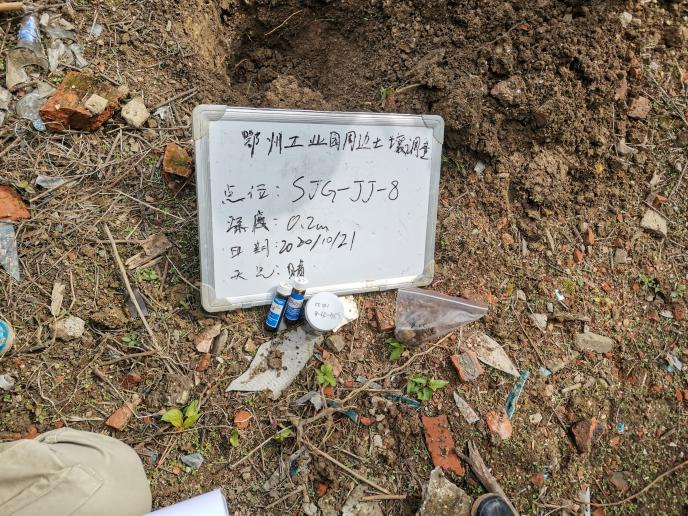 鄂州工业园周边土壤调查
点位: SJG-JJ-8
深度: 0.2m
日期: 2020/10/21
天气: 晴